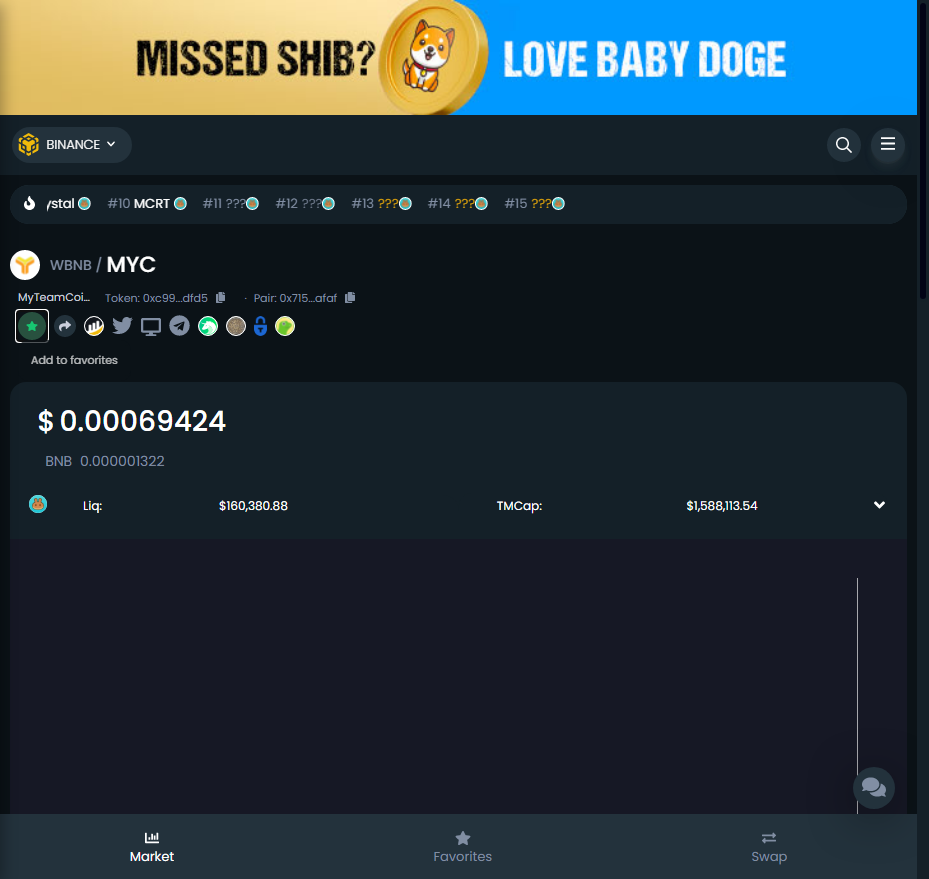 MISSED SHIB? LOVE BABY DOGE
BINANCE
ystal #10 MCRT #11 ??? #12 ??? #13 ??? #14 ??? #15 ???
WBNB / MYC
MyTeamCoi... Token: 0xc99...dfd5 · Pair: 0x715...afaf
Add to favorites
$ 0.00069424
BNB 0.000001322
Liq: $160,380.88 TMCap: $1,588,113.54
Market Favorites Swap